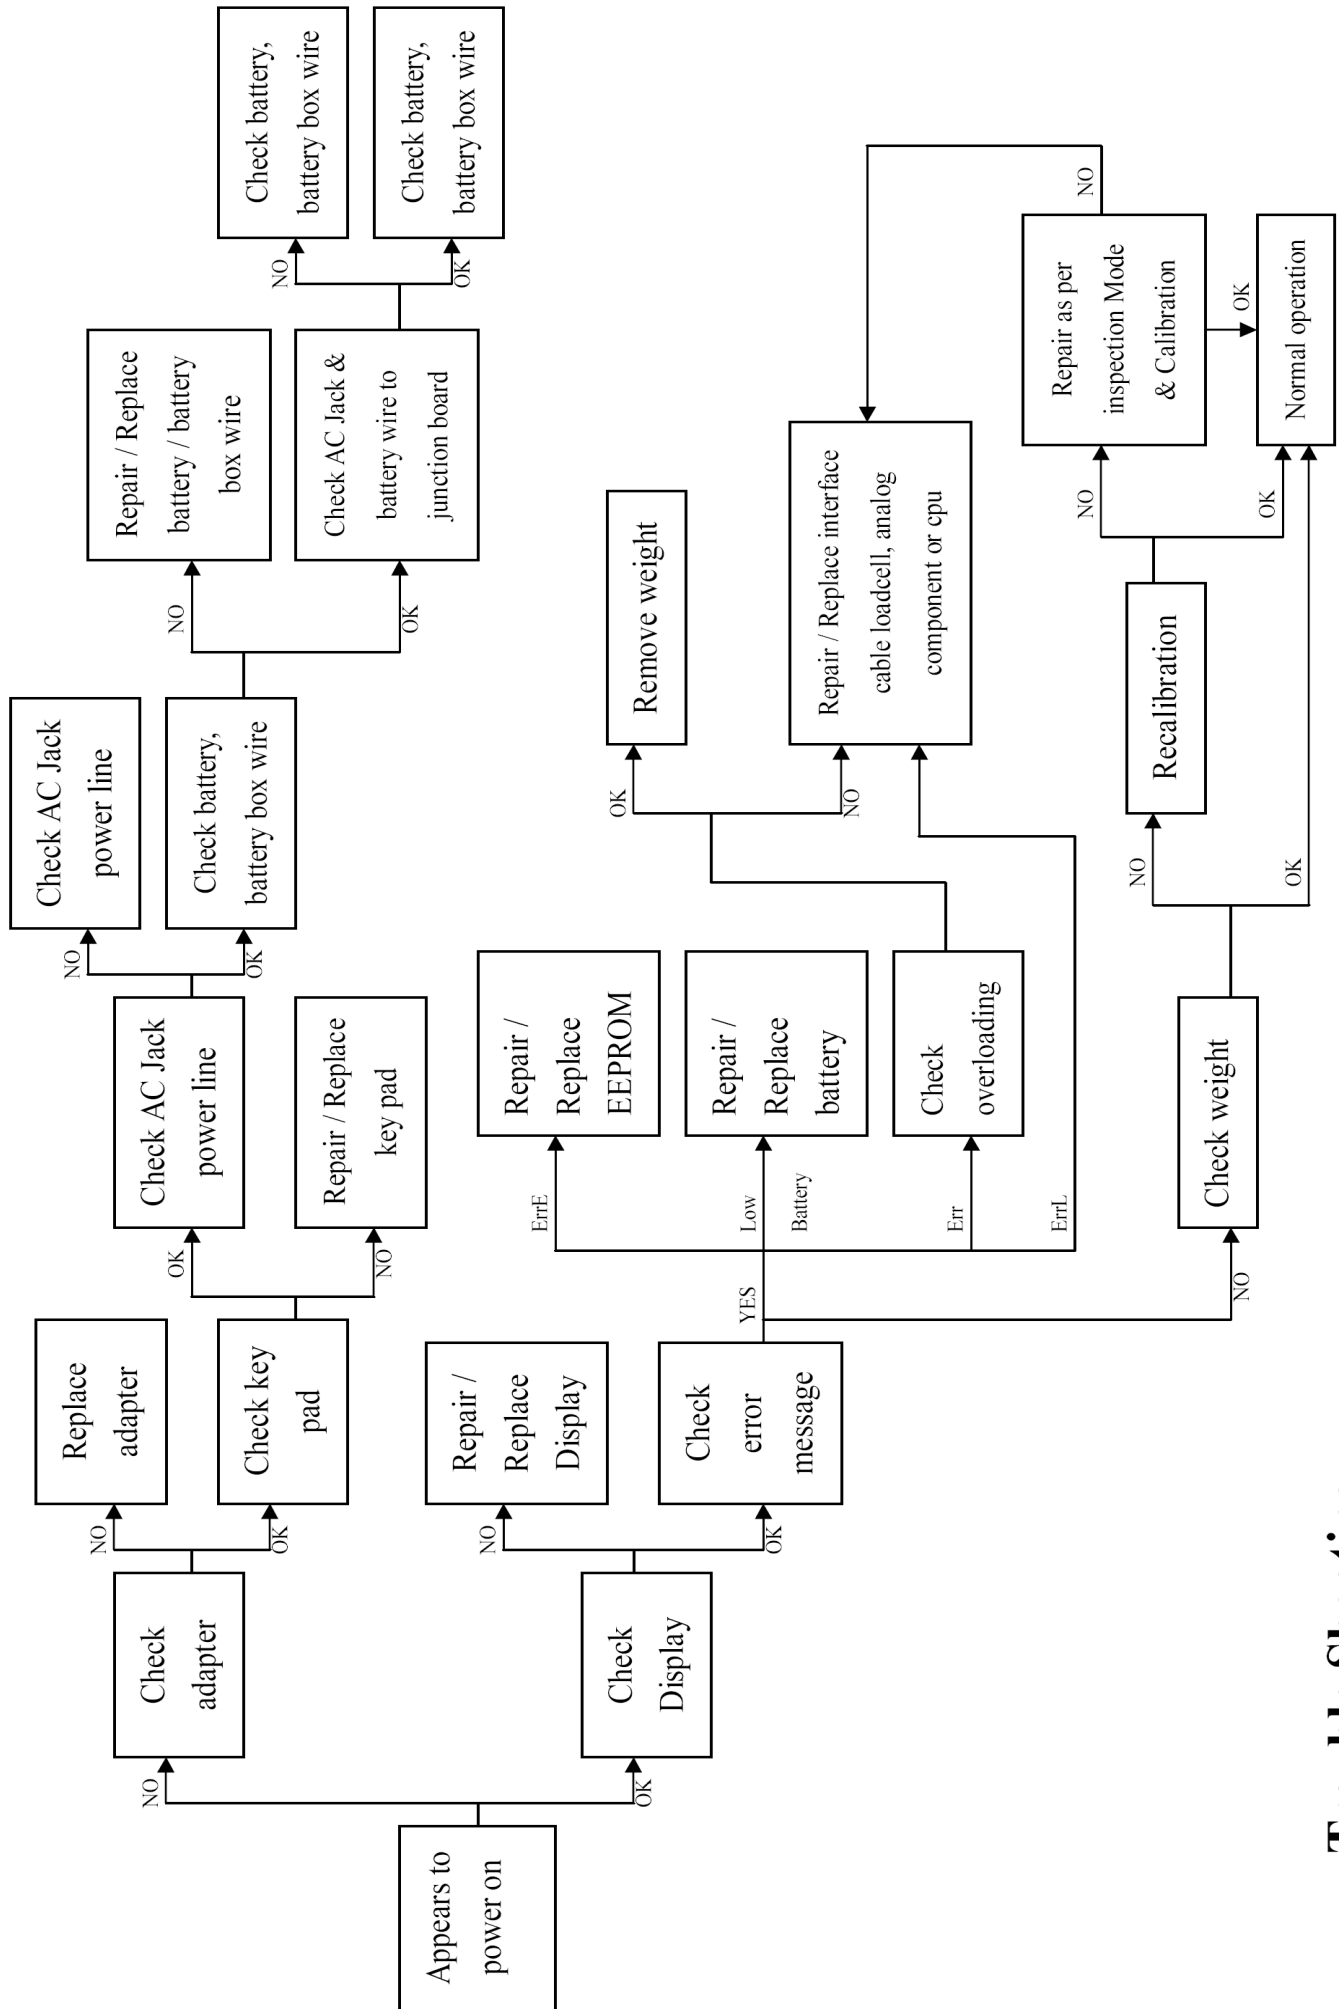 Appears to
power on
NO
OK
Check
adapter
NO
OK
Replace
adapter
Check key
pad
OK
NO
Check AC Jack
power line
Repair / Replace
key pad
NO
OK
Check AC Jack
power line
Check battery,
battery box wire
NO
OK
Repair / Replace
battery / battery
box wire
Check AC Jack &
battery wire to
junction board
NO
OK
Check battery,
battery box wire
Check battery,
battery box wire
Check
Display
NO
OK
Repair /
Replace
Display
Check
error
message
YES
NO
ErrE
Low
Battery
Err
ErrL
Repair /
Replace
EEPROM
Repair /
Replace
battery
Check
overloading
OK
NO
Remove weight
Repair / Replace interface
cable loadcell, analog
component or cpu
Check weight
NO
OK
Recalibration
NO
OK
Repair as per
inspection Mode
& Calibration
NO
OK
Normal operation